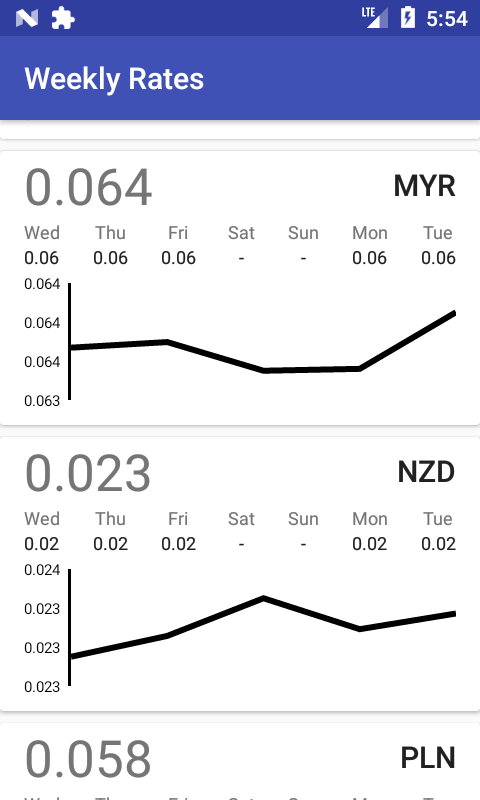 LTE 5:54
Weekly Rates
0.064 MYR
Wed Thu Fri Sat Sun Mon Tue
0.06 0.06 0.06 - - 0.06 0.06
0.064
0.064
0.064
0.063
0.023 NZD
Wed Thu Fri Sat Sun Mon Tue
0.02 0.02 0.02 - - 0.02 0.02
0.024
0.023
0.023
0.023
0.058 PLN